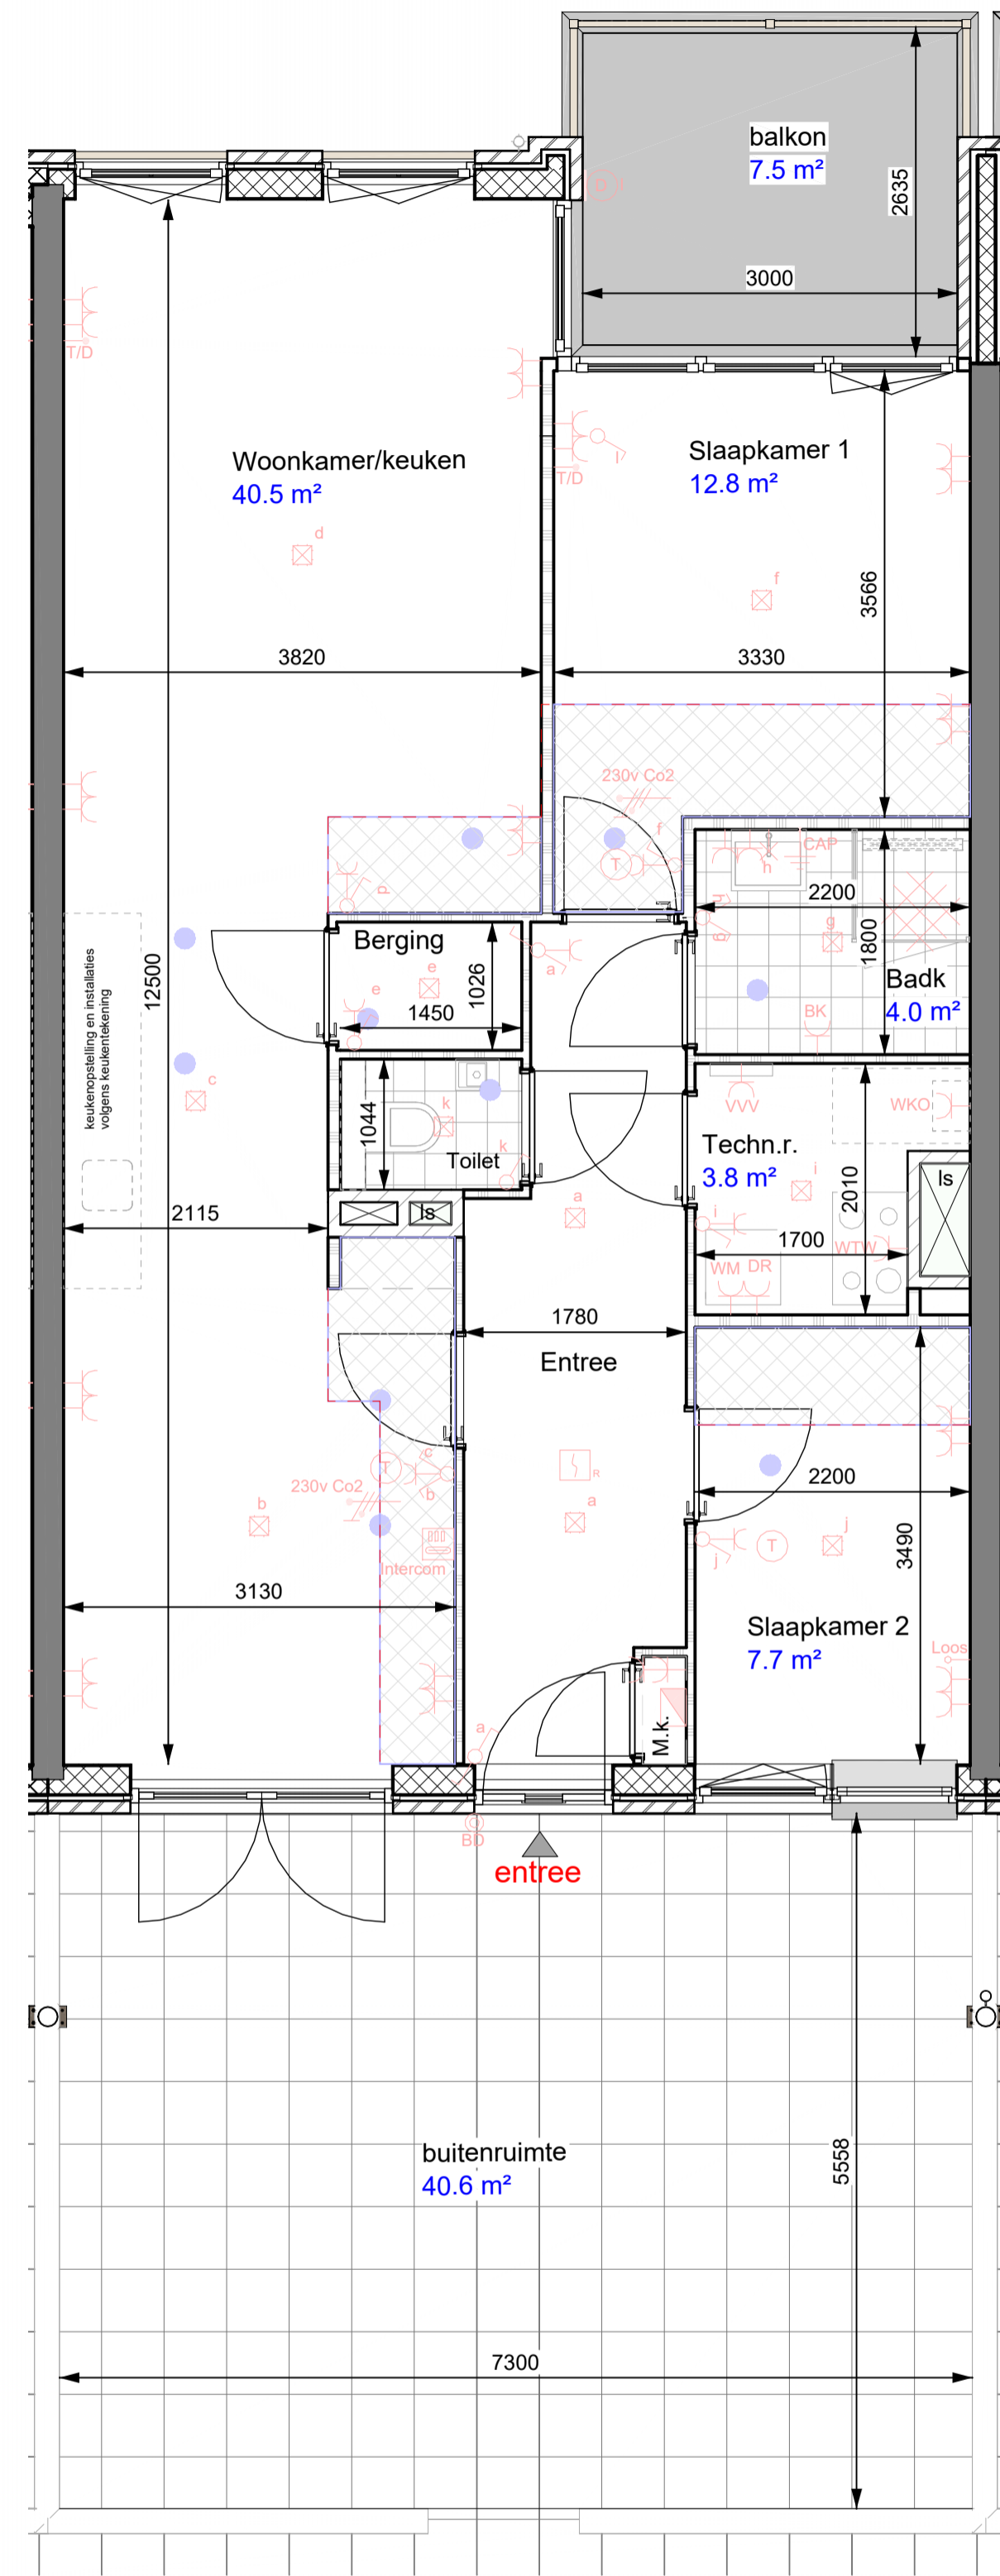 balkon
7.5 m²
2635
3000
D
T/D
Woonkamer/keuken
40.5 m²
Slaapkamer 1
12.8 m²
l
T/D
d
f
3566
3820
3330
230v Co2
f
T
CAP
h
2200
h
g
g
1800
d
Berging
a
e
e
1026
1450
Badk
4.0 m²
BK
12500
keukenopstelling en installaties
volgens keukentekening
c
1044
k
k
Toilet
VVV
WKO
Techn.r.
3.8 m²
i
i
2010
ls
a
2115
ls
1700
WTW
WM
DR
1780
Entree
T
c
b
230v Co2
b
Intercom
R
a
2200
3490
j
T
j
3130
Slaapkamer 2
7.7 m²
Loos
M.k.
a
BD
entree
buitenruimte
40.6 m²
5558
7300